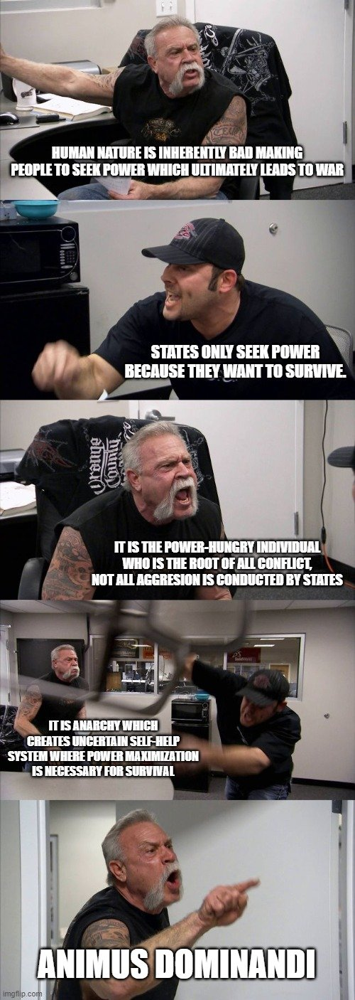 HUMAN NATURE IS INHERENTLY BAD MAKING
PEOPLE TO SEEK POWER WHICH ULTIMATELY LEADS TO WAR
STATES ONLY SEEK POWER
BECAUSE THEY WANT TO SURVIVE.
Orange
County
IT IS THE POWER-HUNGRY INDIVIDUAL
WHO IS THE ROOT OF ALL CONFLICT,
NOT ALL AGGRESION IS CONDUCTED BY STATES
IT IS ANARCHY WHICH
CREATES UNCERTAIN SELF-HELP
SYSTEM WHERE POWER MAXIMIZATION
IS NECESSARY FOR SURVIVAL
ANIMUS DOMINANDI
imgflip.com